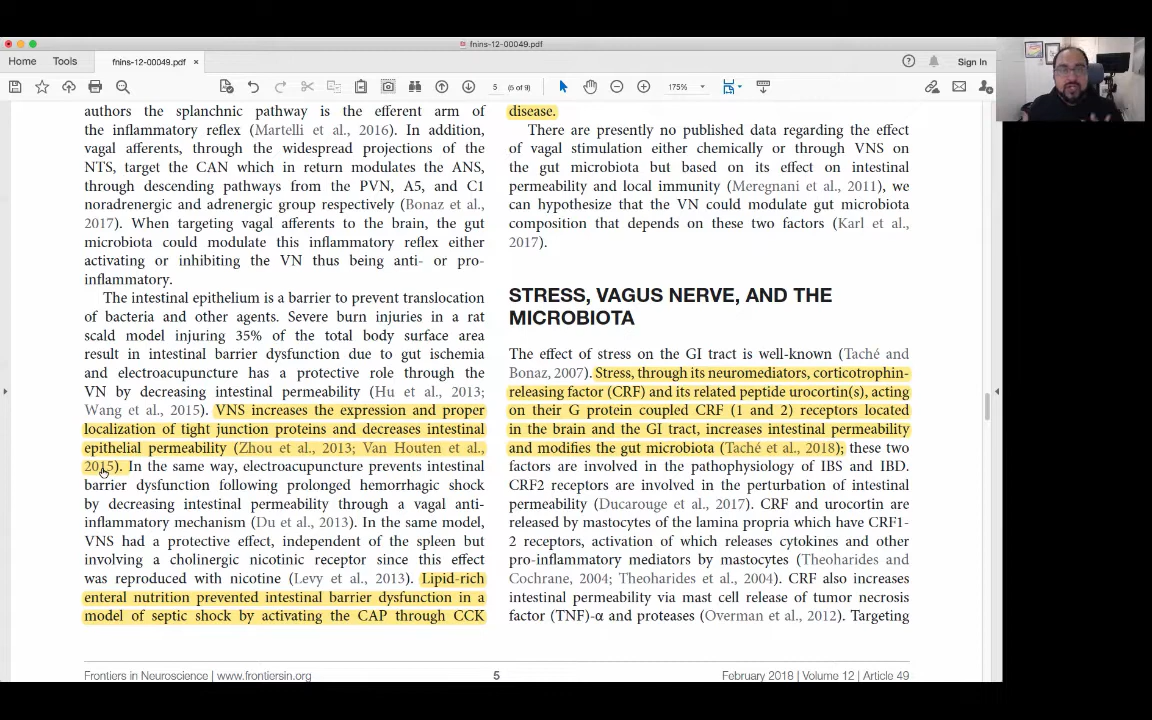 fnins-12-00049.pdf
Home
Tools
fnins-12-00049.pdf ×
Sign In
5 (5 of 9)
175%
authors the splanchnic pathway is the efferent arm of
the inflammatory reflex (Martelli et al., 2016). In addition,
vagal afferents, through the widespread projections of the
NTS, target the CAN which in return modulates the ANS,
through descending pathways from the PVN, A5, and C1
noradrenergic and adrenergic group respectively (Bonaz et al.,
2017). When targeting vagal afferents to the brain, the gut
microbiota could modulate this inflammatory reflex either
activating or inhibiting the VN thus being anti- or pro-
inflammatory.
The intestinal epithelium is a barrier to prevent translocation
of bacteria and other agents. Severe burn injuries in a rat
scald model injuring 35% of the total body surface area
result in intestinal barrier dysfunction due to gut ischemia
and electroacupuncture has a protective role through the
VN by decreasing intestinal permeability (Hu et al., 2013;
Wang et al., 2015). VNS increases the expression and proper
localization of tight junction proteins and decreases intestinal
epithelial permeability (Zhou et al., 2013; Van Houten et al.,
2015). In the same way, electroacupuncture prevents intestinal
barrier dysfunction following prolonged hemorrhagic shock
by decreasing intestinal permeability through a vagal anti-
inflammatory mechanism (Du et al., 2013). In the same model,
VNS had a protective effect, independent of the spleen but
involving a cholinergic nicotinic receptor since this effect
was reproduced with nicotine (Levy et al., 2013). Lipid-rich
enteral nutrition prevented intestinal barrier dysfunction in a
model of septic shock by activating the CAP through CCK
disease.
There are presently no published data regarding the effect
of vagal stimulation either chemically or through VNS on
the gut microbiota but based on its effect on intestinal
permeability and local immunity (Meregnani et al., 2011), we
can hypothesize that the VN could modulate gut microbiota
composition that depends on these two factors (Karl et al.,
2017).
STRESS, VAGUS NERVE, AND THE
MICROBIOTA
The effect of stress on the GI tract is well-known (Taché and
Bonaz, 2007). Stress, through its neuromediators, corticotrophin-
releasing factor (CRF) and its related peptide urocortin(s), acting
on their G protein coupled CRF (1 and 2) receptors located
in the brain and the GI tract, increases intestinal permeability
and modifies the gut microbiota (Taché et al., 2018); these two
factors are involved in the pathophysiology of IBS and IBD.
CRF2 receptors are involved in the perturbation of intestinal
permeability (Ducarouge et al., 2017). CRF and urocortin are
released by mastocytes of the lamina propria which have CRF1-
2 receptors, activation of which releases cytokines and other
pro-inflammatory mediators by mastocytes (Theoharides and
Cochrane, 2004; Theoharides et al., 2004). CRF also increases
intestinal permeability via mast cell release of tumor necrosis
factor (TNF)-α and proteases (Overman et al., 2012). Targeting
Frontiers in Neuroscience | www.frontiersin.org
5
February 2018 | Volume 12 | Article 49